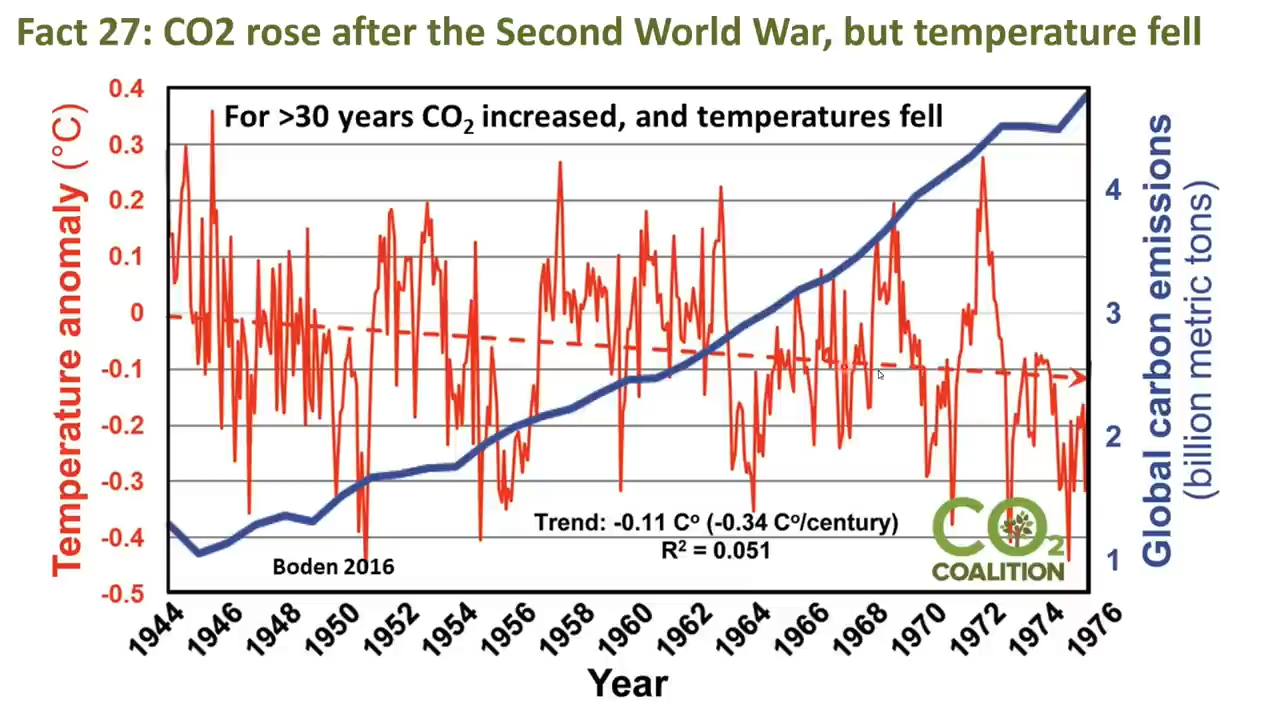 Fact 27: CO2 rose after the Second World War, but temperature fell
For >30 years CO₂ increased, and temperatures fell
Temperature anomaly (°C)
0.4
0.3
0.2
0.1
0
-0.1
-0.2
-0.3
-0.4
-0.5
Global carbon emissions
(billion metric tons)
4
3
2
1
Trend: -0.11 Cº (-0.34 Cº/century)
R² = 0.051
Boden 2016
CO2
COALITION
1944
1946
1948
1950
1952
1954
1956
1958
1960
1962
1964
1966
1968
1970
1972
1974
1976
Year